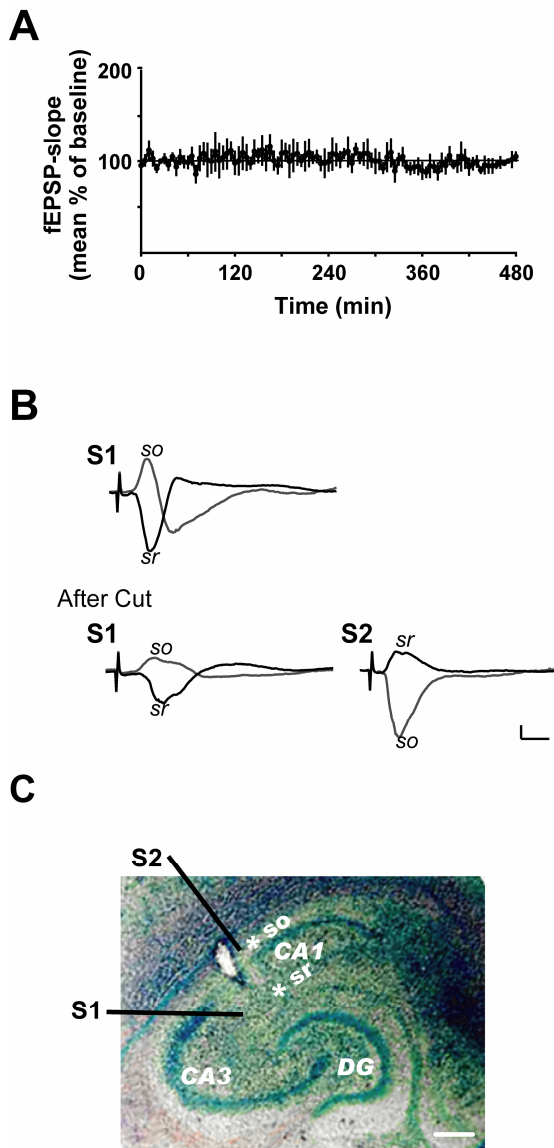 A
fEPSP-slope
(mean % of baseline)
200
100
0 120 240 360 480
Time (min)
B
S1 so
sr
After Cut
S1 so
sr
S2 sr
so
C
S2
* so
CA1
* sr
S1
CA3
DG